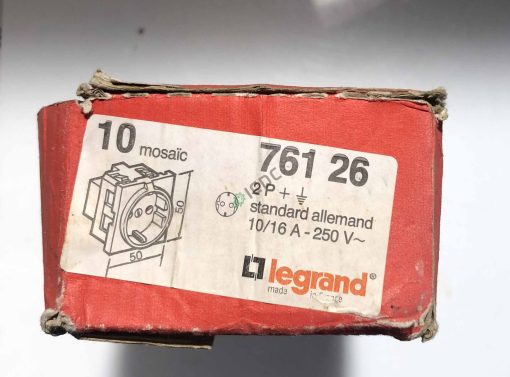 10 mosaïc
761 26
2P +
standard allemand
10/16 A - 250 V~
50
50
legrand®
made in france